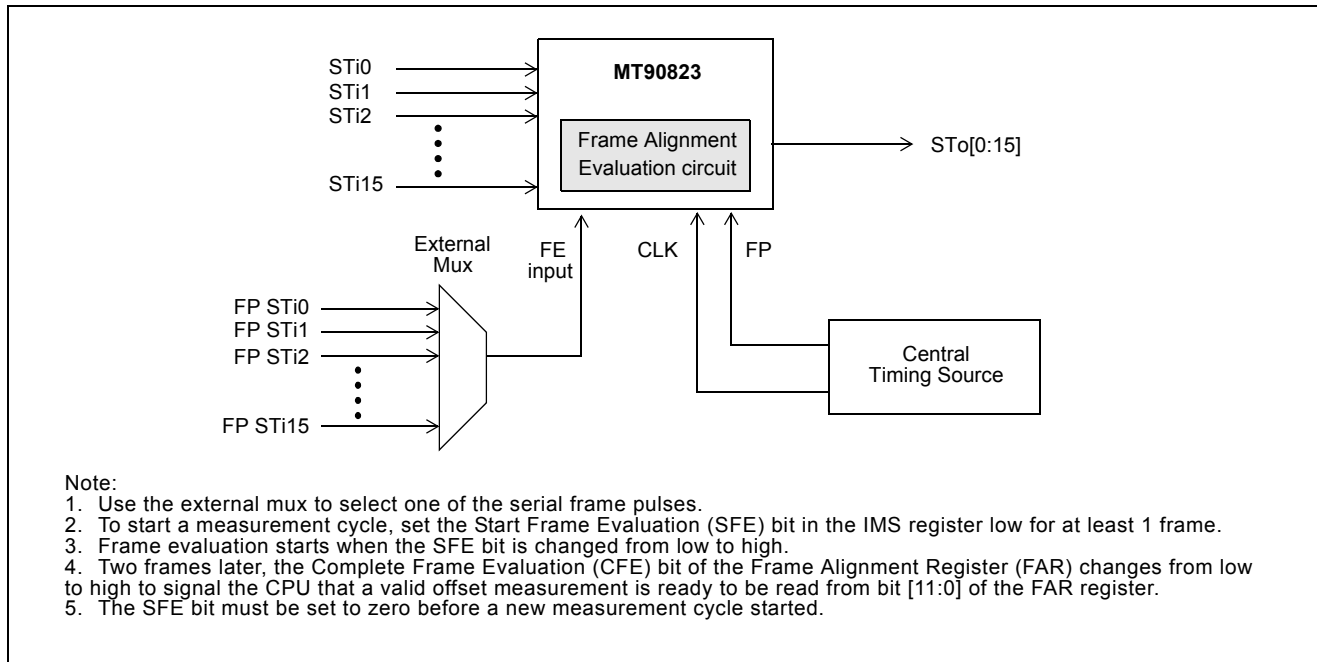 STi0
STi1
STi2
STi15
MT90823
Frame Alignment
Evaluation circuit
STo[0:15]
External
Mux
FE
input
CLK
FP
FP STi0
FP STi1
FP STi2
FP STi15
Central
Timing Source
Note:
1. Use the external mux to select one of the serial frame pulses.
2. To start a measurement cycle, set the Start Frame Evaluation (SFE) bit in the IMS register low for at least 1 frame.
3. Frame evaluation starts when the SFE bit is changed from low to high.
4. Two frames later, the Complete Frame Evaluation (CFE) bit of the Frame Alignment Register (FAR) changes from low
to high to signal the CPU that a valid offset measurement is ready to be read from bit [11:0] of the FAR register.
5. The SFE bit must be set to zero before a new measurement cycle started.